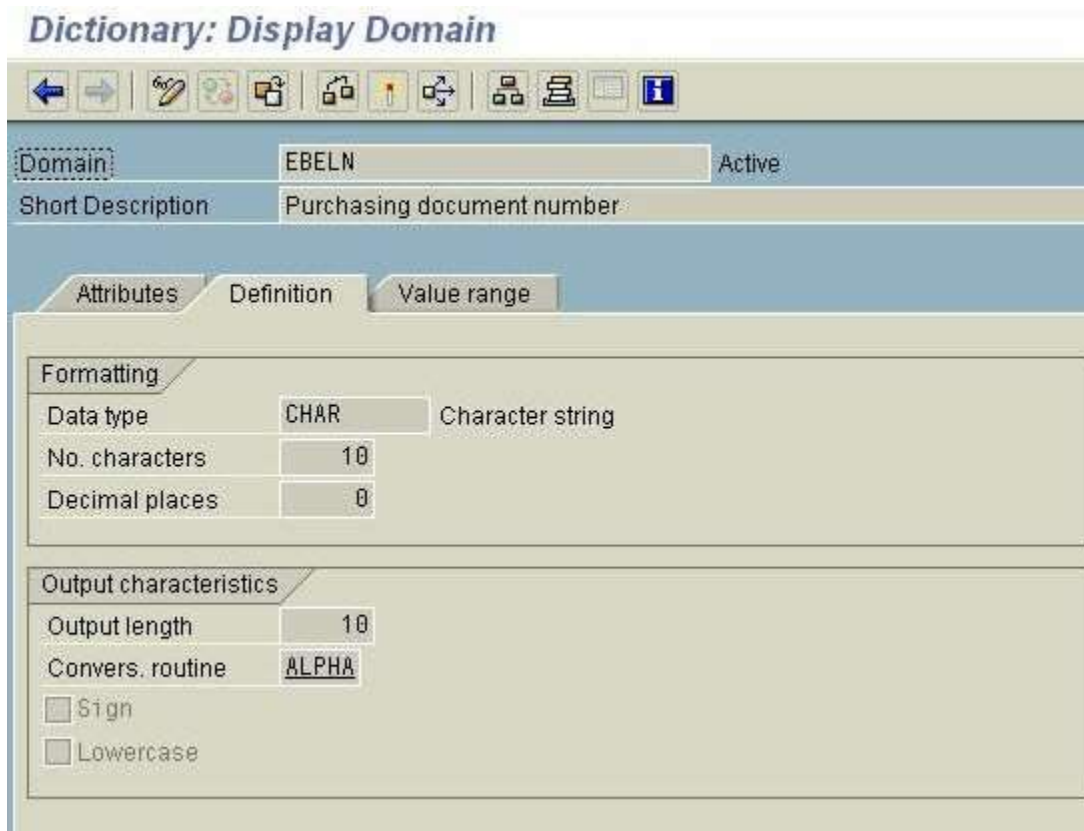 Dictionary: Display Domain
Domain EBELN Active
Short Description Purchasing document number
Attributes Definition Value range
Formatting
Data type CHAR Character string
No. characters 10
Decimal places 0
Output characteristics
Output length 10
Convers. routine ALPHA
Sign
Lowercase